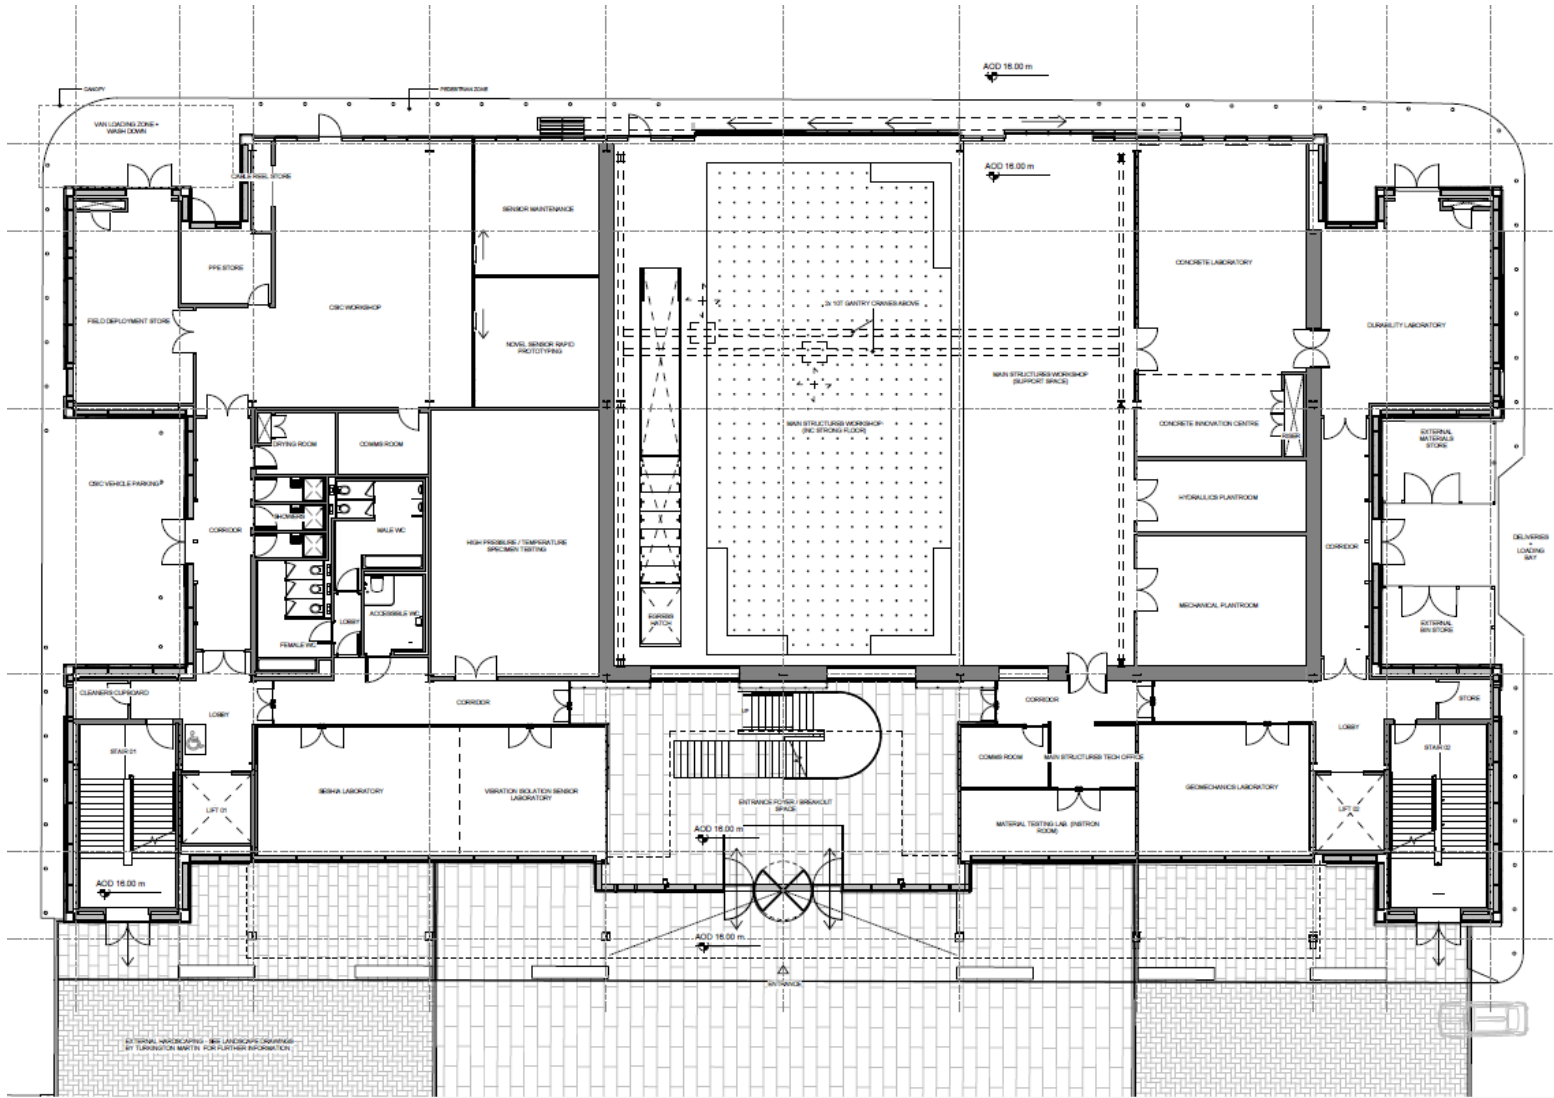 AOD 16.00 m
CANOPY
PEDESTRIAN ZONE
VAN LOADING ZONE +
WASH DOWN
AOD 16.00 m
CABLE REEL STORE
SENSOR MAINTENANCE
PPE STORE
CONCRETE LABORATORY
CSIC WORKSHOP
2x 10T GANTRY CRANES ABOVE
FIELD DEPLOYMENT STORE
DURABILITY LABORATORY
NOVEL SENSOR RAPID
PROTOTYPING
MAIN STRUCTURES WORKSHOP
(SUPPORT SPACE)
MAIN STRUCTURES WORKSHOP
(INC STRONG FLOOR)
CONCRETE INNOVATION CENTRE
RISER
EXTERNAL
MATERIALS
STORE
DRYING ROOM
COMMS ROOM
CSIC VEHICLE PARKING
HYDRAULICS PLANTROOM
SHOWERS
CORRIDOR
MALE WC
HIGH PRESSURE / TEMPERATURE
SPECIMEN TESTING
CORRIDOR
DELIVERIES
+
LOADING
BAY
MECHANICAL PLANTROOM
EGRESS
HATCH
LOBBY
ACCESSIBLE WC
EXTERNAL
BIN STORE
FEMALE WC
CLEANERS CUPBOARD
CORRIDOR
CORRIDOR
STORE
UP
LOBBY
LOBBY
STAIR 01
COMMS ROOM
MAIN STRUCTURES TECH OFFICE
STAIR 02
SESHIA LABORATORY
VIBRATION ISOLATION SENSOR
LABORATORY
GEOMECHANICS LABORATORY
ENTRANCE FOYER / BREAKOUT
SPACE
LIFT 01
LIFT 02
MATERIAL TESTING LAB. (INSTRON
ROOM)
AOD 16.00 m
AOD 16.00 m
AOD 16.00 m
ENTRANCE
EXTERNAL HARDSCAPING - SEE LANDSCAPE DRAWINGS
BY TURKINGTON MARTIN FOR FURTHER INFORMATION